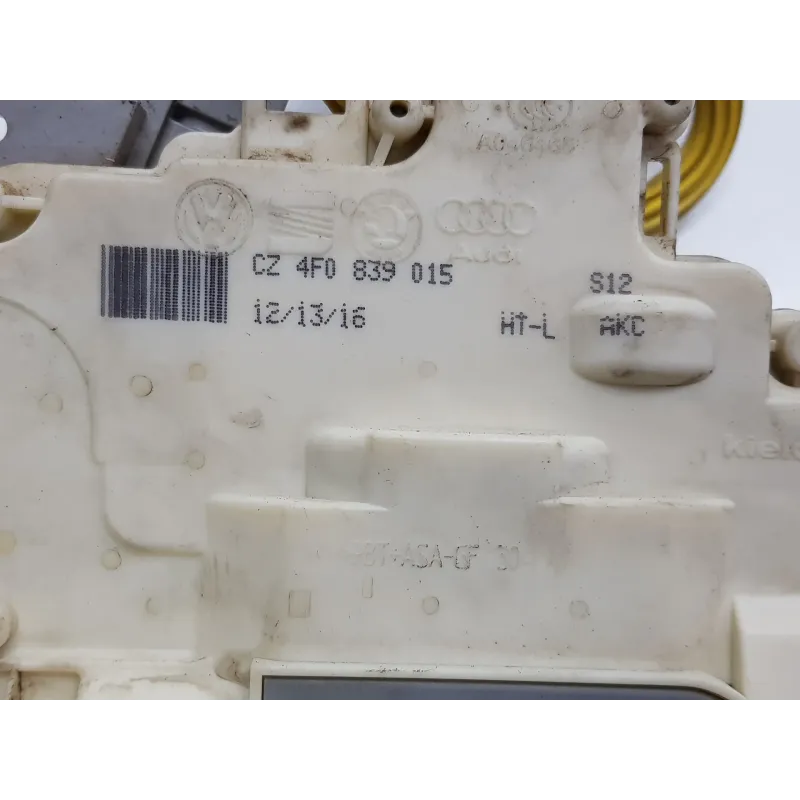 Audi
CZ 4F0 839 015
12/13/16
S12
HT-L AKC